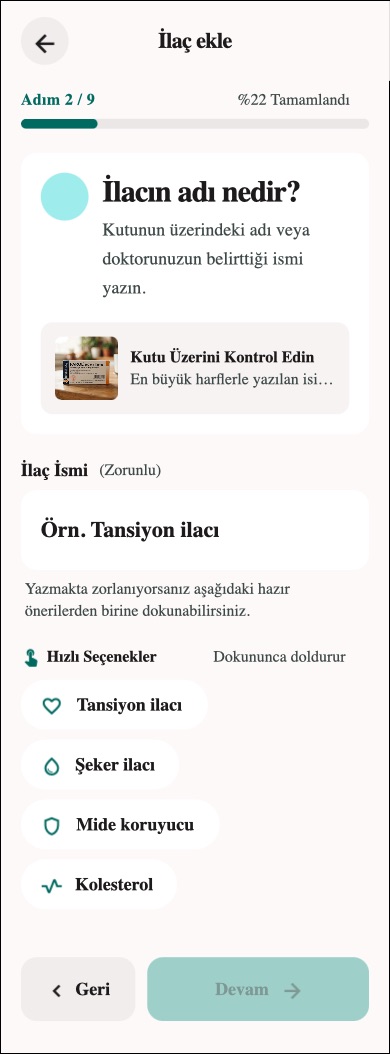 İlaç ekle
Adım 2 / 9
%22 Tamamlandı
İlacın adı nedir?
Kutunun üzerindeki adı veya
doktorunuzun belirttiği ismi
yazın.
Kutu Üzerini Kontrol Edin
En büyük harflerle yazılan isi…
İlaç İsmi (Zorunlu)
Örn. Tansiyon ilacı
Yazmakta zorlanıyorsanız aşağıdaki hazır
önerilerden birine dokunabilirsiniz.
Hızlı Seçenekler
Dokununca doldurur
Tansiyon ilacı
Şeker ilacı
Mide koruyucu
Kolesterol
Geri
Devam